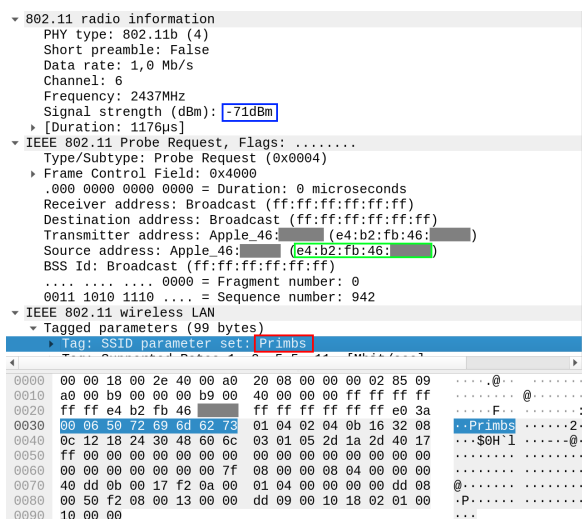 802.11 radio information
PHY type: 802.11b (4)
Short preamble: False
Data rate: 1,0 Mb/s
Channel: 6
Frequency: 2437MHz
Signal strength (dBm): -71dBm
[Duration: 1176µs]
IEEE 802.11 Probe Request, Flags: ........
Type/Subtype: Probe Request (0x0004)
Frame Control Field: 0x4000
.000 0000 0000 0000 = Duration: 0 microseconds
Receiver address: Broadcast (ff:ff:ff:ff:ff:ff)
Destination address: Broadcast (ff:ff:ff:ff:ff:ff)
Transmitter address: Apple_46: (e4:b2:fb:46: )
Source address: Apple_46: (e4:b2:fb:46: )
BSS Id: Broadcast (ff:ff:ff:ff:ff:ff)
.... .... .... 0000 = Fragment number: 0
0011 1010 1110 .... = Sequence number: 942
IEEE 802.11 wireless LAN
Tagged parameters (99 bytes)
Tag: SSID parameter set: Primbs
0000 00 00 18 00 2e 40 00 a0 20 08 00 00 00 02 85 09 ·····.@·· ········
0010 a0 00 b9 00 00 00 b9 00 40 00 00 00 ff ff ff ff ········ @·······
0020 ff ff e4 b2 fb 46 ff ff ff ff ff ff e0 3a ·····F·· ·······:
0030 00 06 50 72 69 6d 62 73 01 04 02 04 0b 16 32 08 ··Primbs ······2·
0040 0c 12 18 24 30 48 60 6c 03 01 05 2d 1a 2d 40 17 ···$0H`l ···-·-@·
0050 ff 00 00 00 00 00 00 00 00 00 00 00 00 00 00 00 ········ ········
0060 00 00 00 00 00 00 00 7f 08 00 00 08 04 00 00 00 ········ ········
0070 40 dd 0b 00 17 f2 0a 00 01 04 00 00 00 00 dd 08 @······· ········
0080 00 50 f2 08 00 13 00 00 dd 09 00 10 18 02 01 00 ·P······ ········
0090 10 00 00 ···